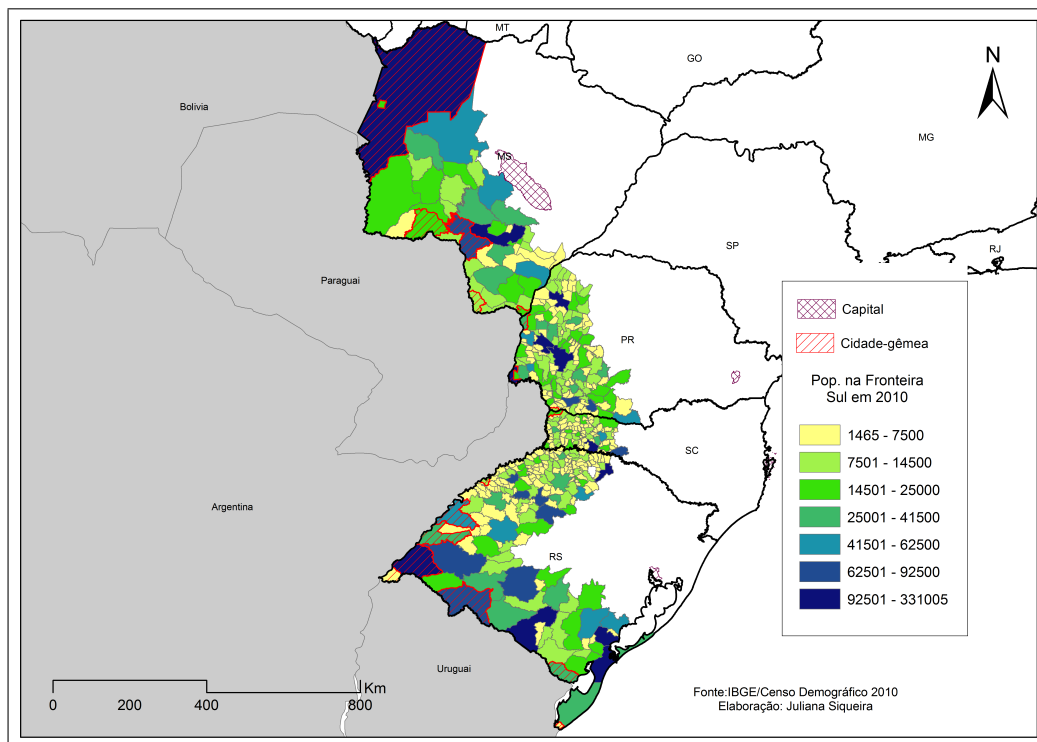 MT
GO
N
Bolivia
MG
MS
SP
RJ
Paraguai
Capital
Cidade-gêmea
PR
Pop. na Fronteira
Sul em 2010
1465 - 7500
7501 - 14500
14501 - 25000
25001 - 41500
41501 - 62500
62501 - 92500
92501 - 331005
SC
Argentina
RS
Uruguai
Km
0 200 400 800
Fonte:IBGE/Censo Demográfico 2010
Elaboração: Juliana Siqueira